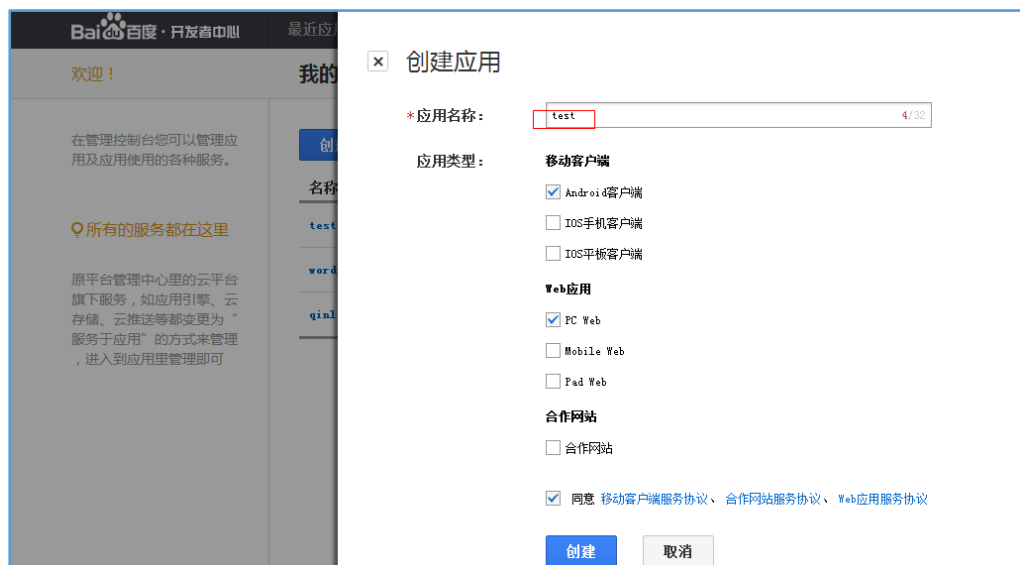 Bai百度·开发者中心
最近应
欢迎！
我的
在管理控制台您可以管理应
用及应用使用的各种服务。
创
名称
所有的服务都在这里
test
word
qinl
原平台管理中心里的云平台
旗下服务，如应用引擎、云
存储、云推送等都变更为“
服务于应用”的方式来管理
，进入到应用里管理即可
创建应用
*应用名称：
test
4/32
应用类型：
移动客户端
Android客户端
IOS手机客户端
IOS平板客户端
Web应用
PC Web
Mobile Web
Pad Web
合作网站
合作网站
同意 移动客户端服务协议、 合作网站服务协议、 Web应用服务协议
创建
取消